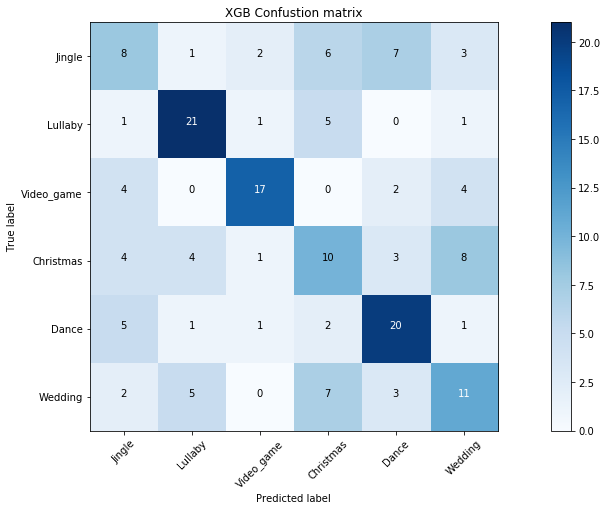 XGB Confustion matrix
True label
Jingle 8 1 2 6 7 3
Lullaby 1 21 1 5 0 1
Video_game 4 0 17 0 2 4
Christmas 4 4 1 10 3 8
Dance 5 1 1 2 20 1
Wedding 2 5 0 7 3 11
Jingle Lullaby Video_game Christmas Dance Wedding
Predicted label
20.0
17.5
15.0
12.5
10.0
7.5
5.0
2.5
0.0